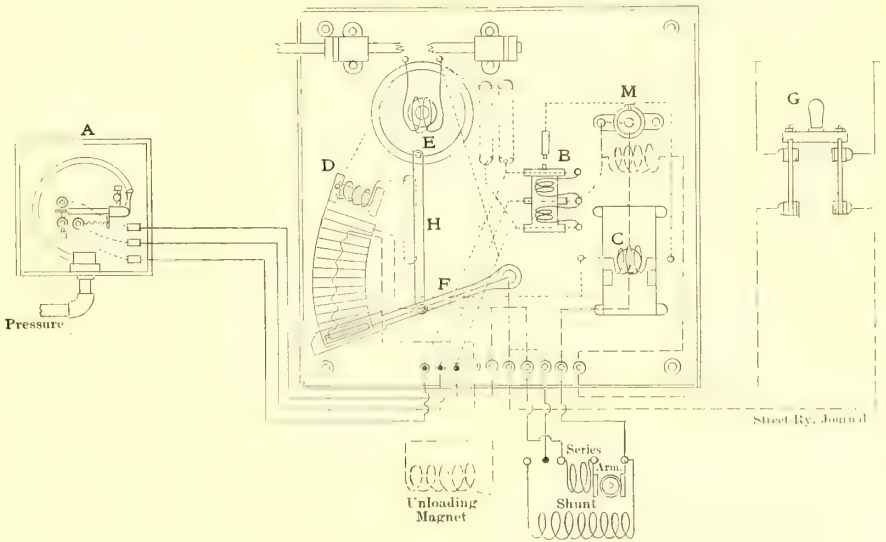 A
M
G
E
B
D
H
C
F
Pressure
Street Ry. Journal
Series
Arm.
Unloading
Magnet
Shunt